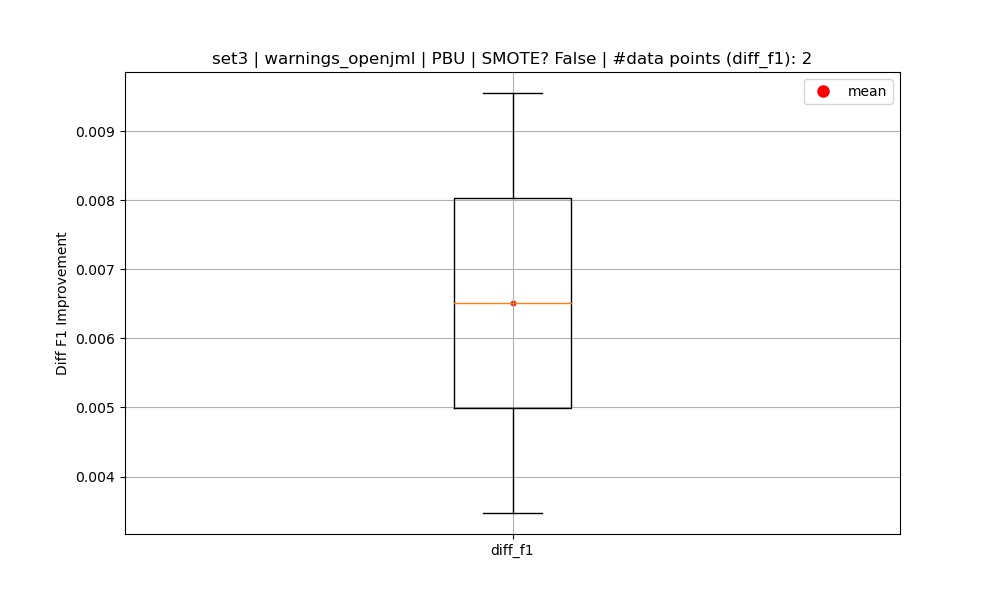 set3 | warnings_openjml | PBU | SMOTE? False | #data points (diff_f1): 2
mean
0.009
0.008
0.007
0.006
0.005
0.004
Diff F1 Improvement
diff_f1